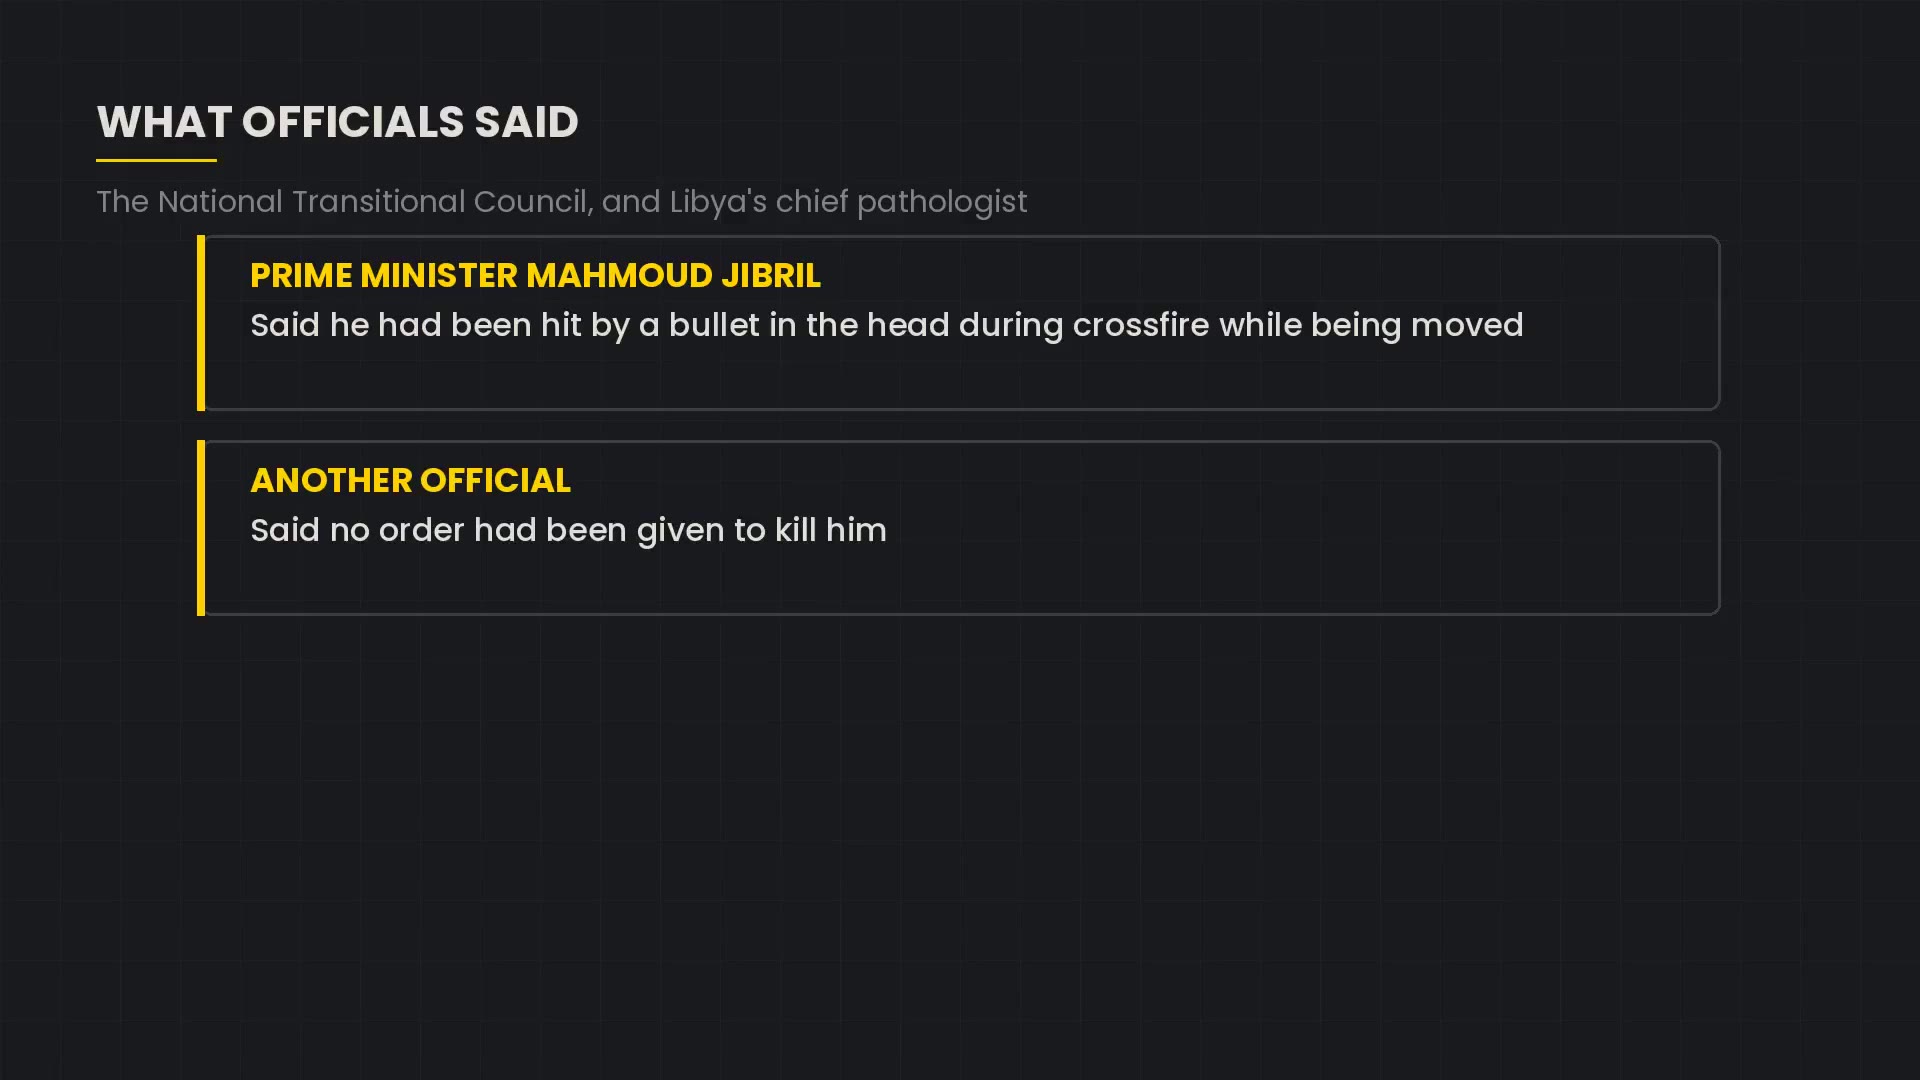 WHAT OFFICIALS SAID
The National Transitional Council, and Libya's chief pathologist
PRIME MINISTER MAHMOUD JIBRIL
Said he had been hit by a bullet in the head during crossfire while being moved
ANOTHER OFFICIAL
Said no order had been given to kill him